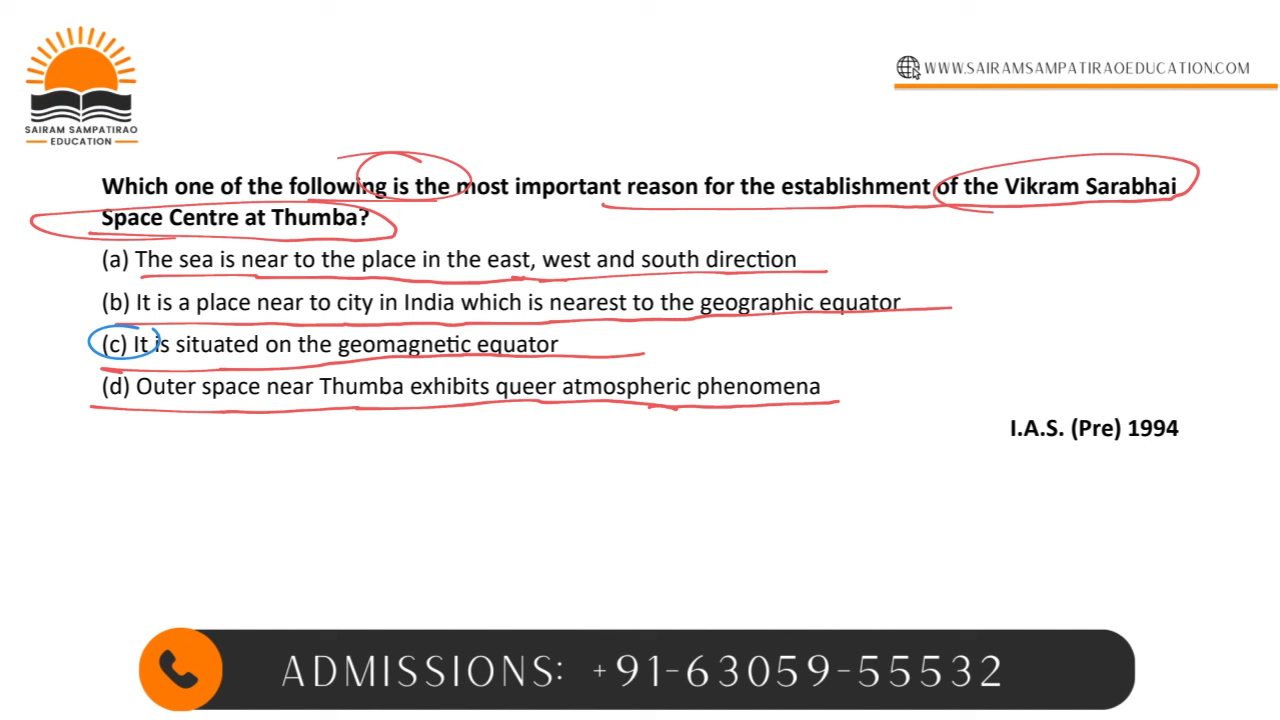 SAIRAM SAMPATIRAO
EDUCATION
WWW.SAIRAMSAMPATIRAOEDUCATION.COM
Which one of the following is the most important reason for the establishment of the Vikram Sarabhai
Space Centre at Thumba?
(a) The sea is near to the place in the east, west and south direction
(b) It is a place near to city in India which is nearest to the geographic equator
(c) It is situated on the geomagnetic equator
(d) Outer space near Thumba exhibits queer atmospheric phenomena
I.A.S. (Pre) 1994
ADMISSIONS: +91-63059-55532